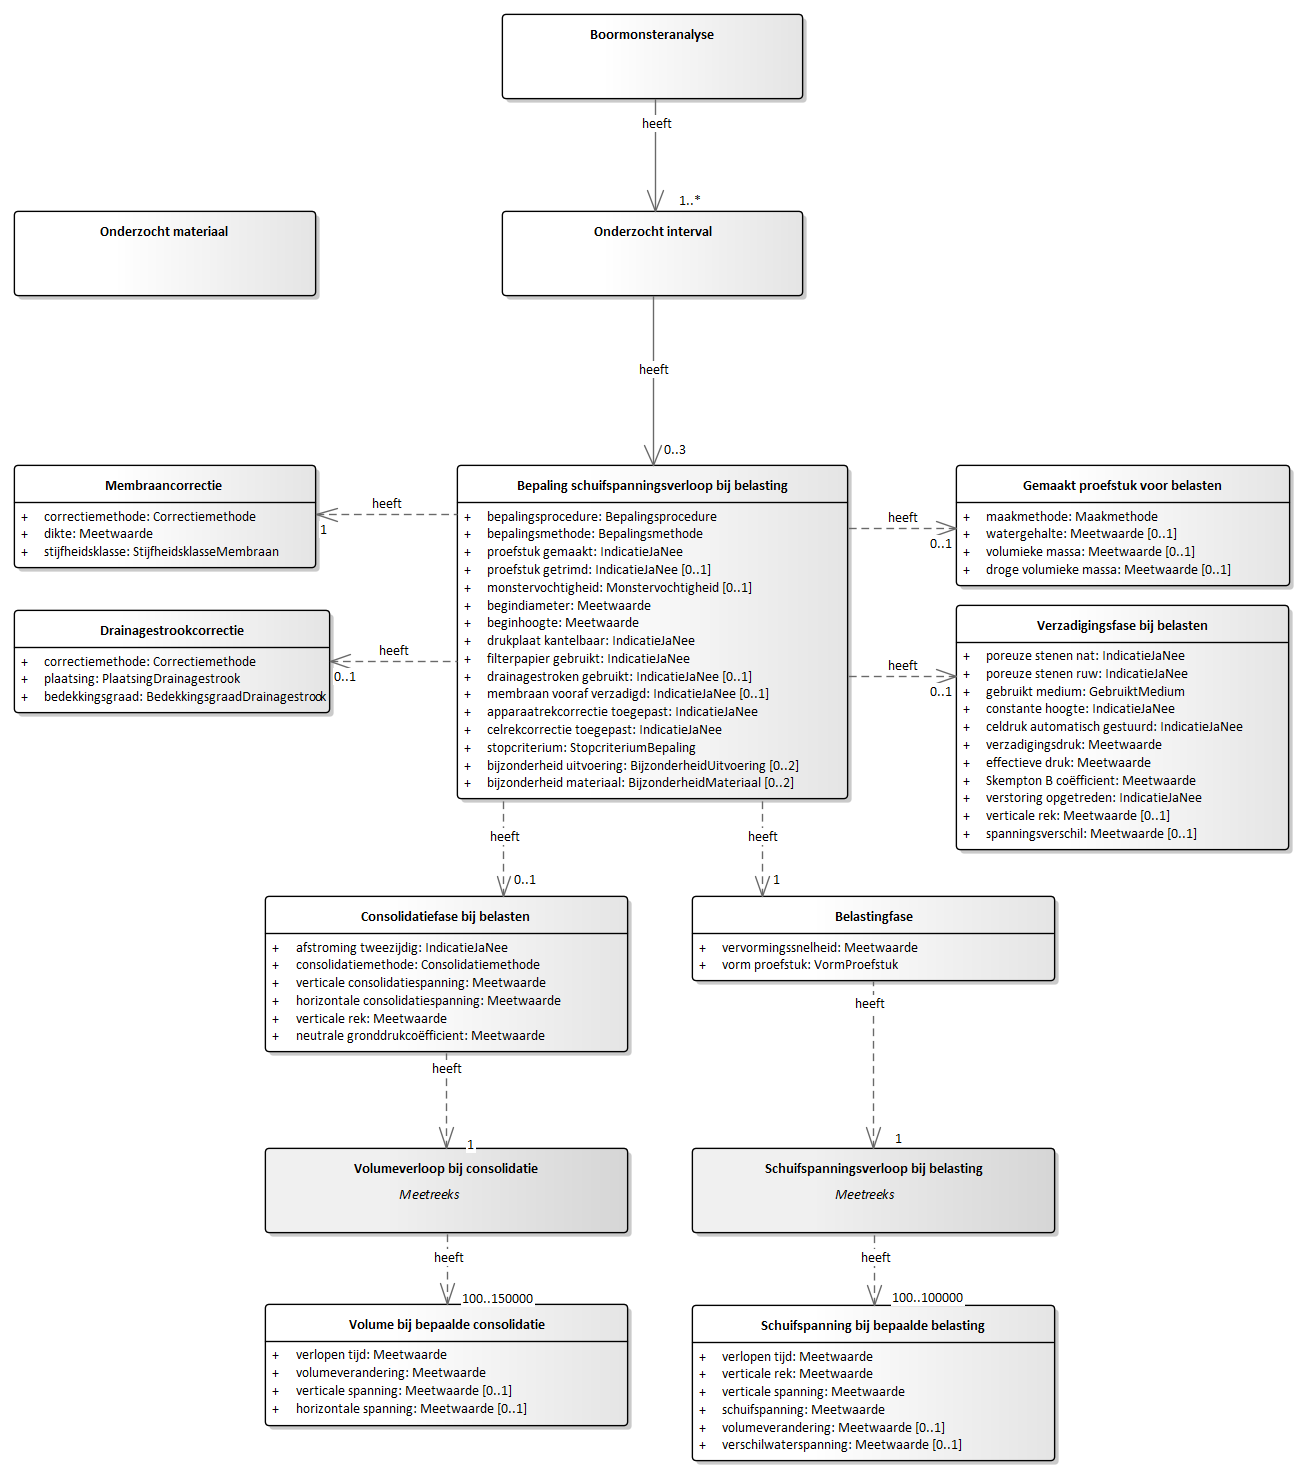 Boormonsteranalyse
heeft
1..*
Onderzocht materiaal
Onderzocht interval
heeft
0..3
Membraancorrectie
+ correctiemethode: Correctiemethode
+ dikte: Meetwaarde
+ stijfheidsklasse: StijfheidsklasseMembraan
heeft
1
Drainagestrookcorrectie
+ correctiemethode: Correctiemethode
+ plaatsing: PlaatsingDrainagestrook
+ bedekkingsgraad: BedekkingsgraadDrainagestrook
heeft
0..1
Bepaling schuifspanningsverloop bij belasting
+ bepalingsprocedure: Bepalingsprocedure
+ bepalingsmethode: Bepalingsmethode
+ proefstuk gemaakt: IndicatieJaNee
+ proefstuk getrimd: IndicatieJaNee [0..1]
+ monstervochtigheid: Monstervochtigheid [0..1]
+ begindiameter: Meetwaarde
+ beginhoogte: Meetwaarde
+ drukplaat kantelbaar: IndicatieJaNee
+ filterpapier gebruikt: IndicatieJaNee
+ drainagestroken gebruikt: IndicatieJaNee [0..1]
+ membraan vooraf verzadigd: IndicatieJaNee [0..1]
+ apparaatrekcorrectie toegepast: IndicatieJaNee
+ celrekcorrectie toegepast: IndicatieJaNee
+ stopcriterium: StopcriteriumBepaling
+ bijzonderheid uitvoering: BijzonderheidUitvoering [0..2]
+ bijzonderheid materiaal: BijzonderheidMateriaal [0..2]
heeft
0..1
Gemaakt proefstuk voor belasten
+ maakmethode: Maakmethode
+ watergehalte: Meetwaarde [0..1]
+ volumieke massa: Meetwaarde [0..1]
+ droge volumieke massa: Meetwaarde [0..1]
heeft
0..1
Verzadigingsfase bij belasten
+ poreuze stenen nat: IndicatieJaNee
+ poreuze stenen ruw: IndicatieJaNee
+ gebruikt medium: GebruiktMedium
+ constante hoogte: IndicatieJaNee
+ celdruk automatisch gestuurd: IndicatieJaNee
+ verzadigingsdruk: Meetwaarde
+ effectieve druk: Meetwaarde
+ Skempton B coëfficient: Meetwaarde
+ verstoring opgetreden: IndicatieJaNee
+ verticale rek: Meetwaarde [0..1]
+ spanningsverschil: Meetwaarde [0..1]
heeft
0..1
heeft
1
Consolidatiefase bij belasten
+ afstroming tweezijdig: IndicatieJaNee
+ consolidatiemethode: Consolidatiemethode
+ verticale consolidatiespanning: Meetwaarde
+ horizontale consolidatiespanning: Meetwaarde
+ verticale rek: Meetwaarde
+ neutrale gronddrukcoëfficient: Meetwaarde
Belastingfase
+ vervormingssnelheid: Meetwaarde
+ vorm proefstuk: VormProefstuk
heeft
1
heeft
1
Volumeverloop bij consolidatie
Meetreeks
Schuifspanningsverloop bij belasting
Meetreeks
heeft
100..150000
heeft
100..100000
Volume bij bepaalde consolidatie
+ verlopen tijd: Meetwaarde
+ volumeverandering: Meetwaarde
+ verticale spanning: Meetwaarde [0..1]
+ horizontale spanning: Meetwaarde [0..1]
Schuifspanning bij bepaalde belasting
+ verlopen tijd: Meetwaarde
+ verticale rek: Meetwaarde
+ verticale spanning: Meetwaarde
+ schuifspanning: Meetwaarde
+ volumeverandering: Meetwaarde [0..1]
+ verschilwaterspanning: Meetwaarde [0..1]